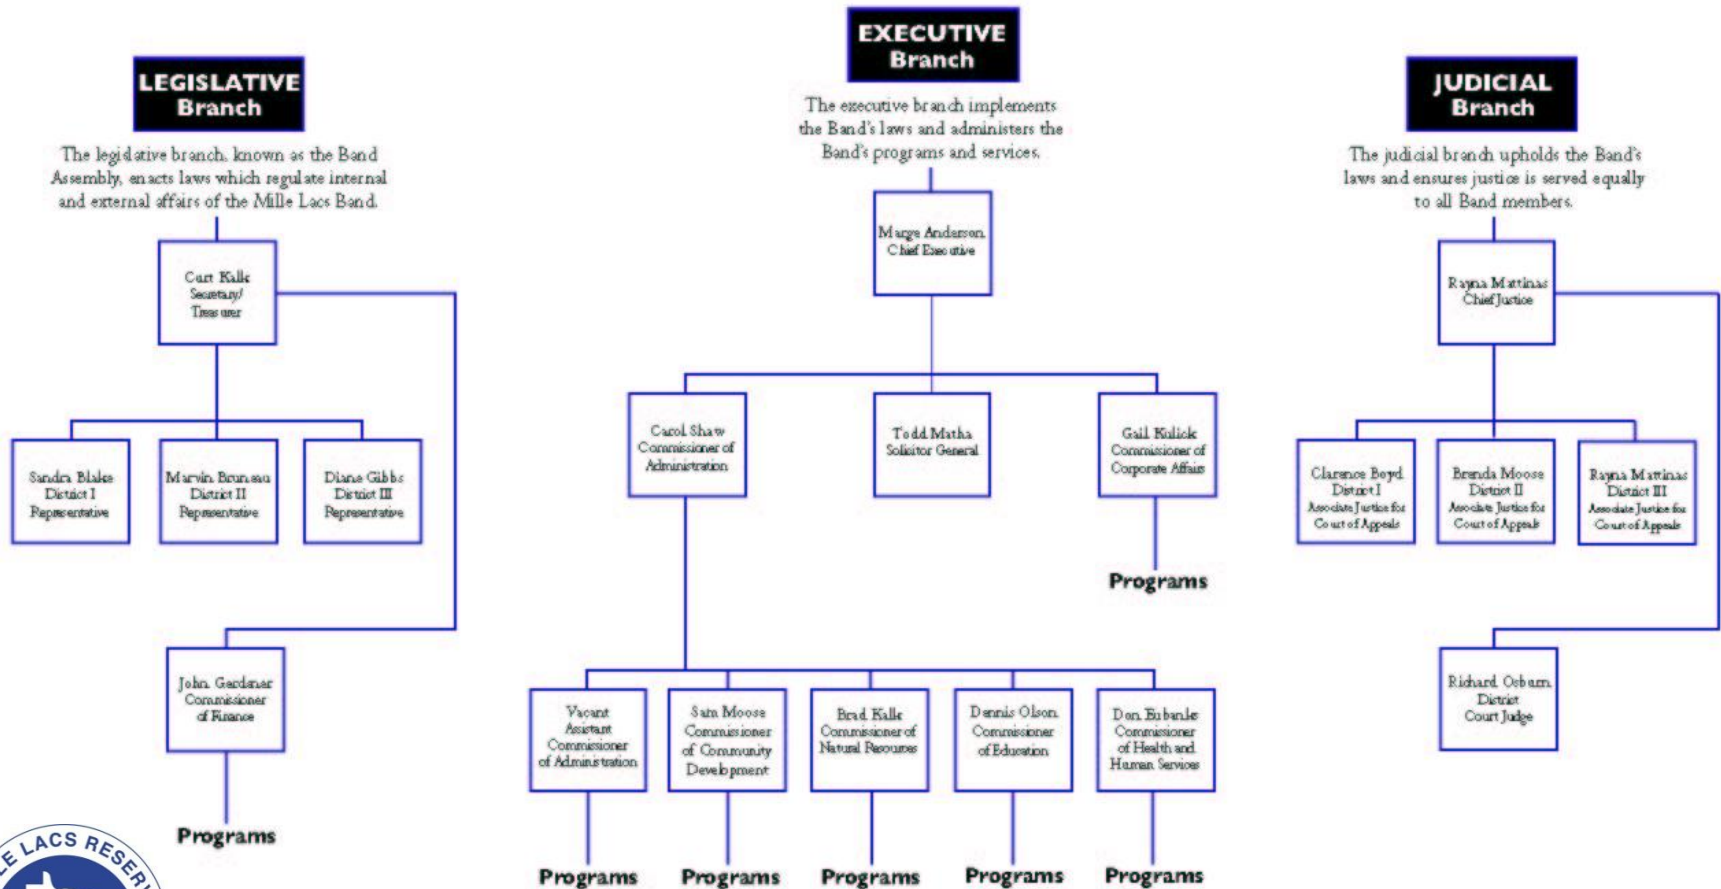 LEGISLATIVE
Branch
The legislative branch, known as the Band
Assembly, enacts laws which regulate internal
and external affairs of the Mille Lacs Band.
Curt Kalk
Secretary/
Treasurer
Sandra Blake
District I
Representative
Marvin Bruneau
District II
Representative
Diane Gibbs
District III
Representative
John Gardener
Commissioner
of Finance
Programs
EXECUTIVE
Branch
The executive branch implements
the Band's laws and administers the
Band's programs and services.
Marge Anderson
Chief Executive
Carol Shaw
Commissioner of
Administration
Todd Matha
Solicitor General
Gail Kulick
Commissioner of
Corporate Affairs
Programs
Vacant
Assistant
Commissioner
of Administration
Sam Moose
Commissioner
of Community
Development
Brad Kalk
Commissioner of
Natural Resources
Dennis Olson
Commissioner
of Education
Don Eubanks
Commissioner
of Health and
Human Services
Programs
Programs
Programs
Programs
Programs
JUDICIAL
Branch
The judicial branch upholds the Band's
laws and ensures justice is served equally
to all Band members.
Rayna Mattinas
Chief Justice
Clarence Boyd
District I
Associate Justice for
Court of Appeals
Brenda Moose
District II
Associate Justice for
Court of Appeals
Rayna Mattinas
District III
Associate Justice for
Court of Appeals
Richard Osburn
District
Court Judge
LACS